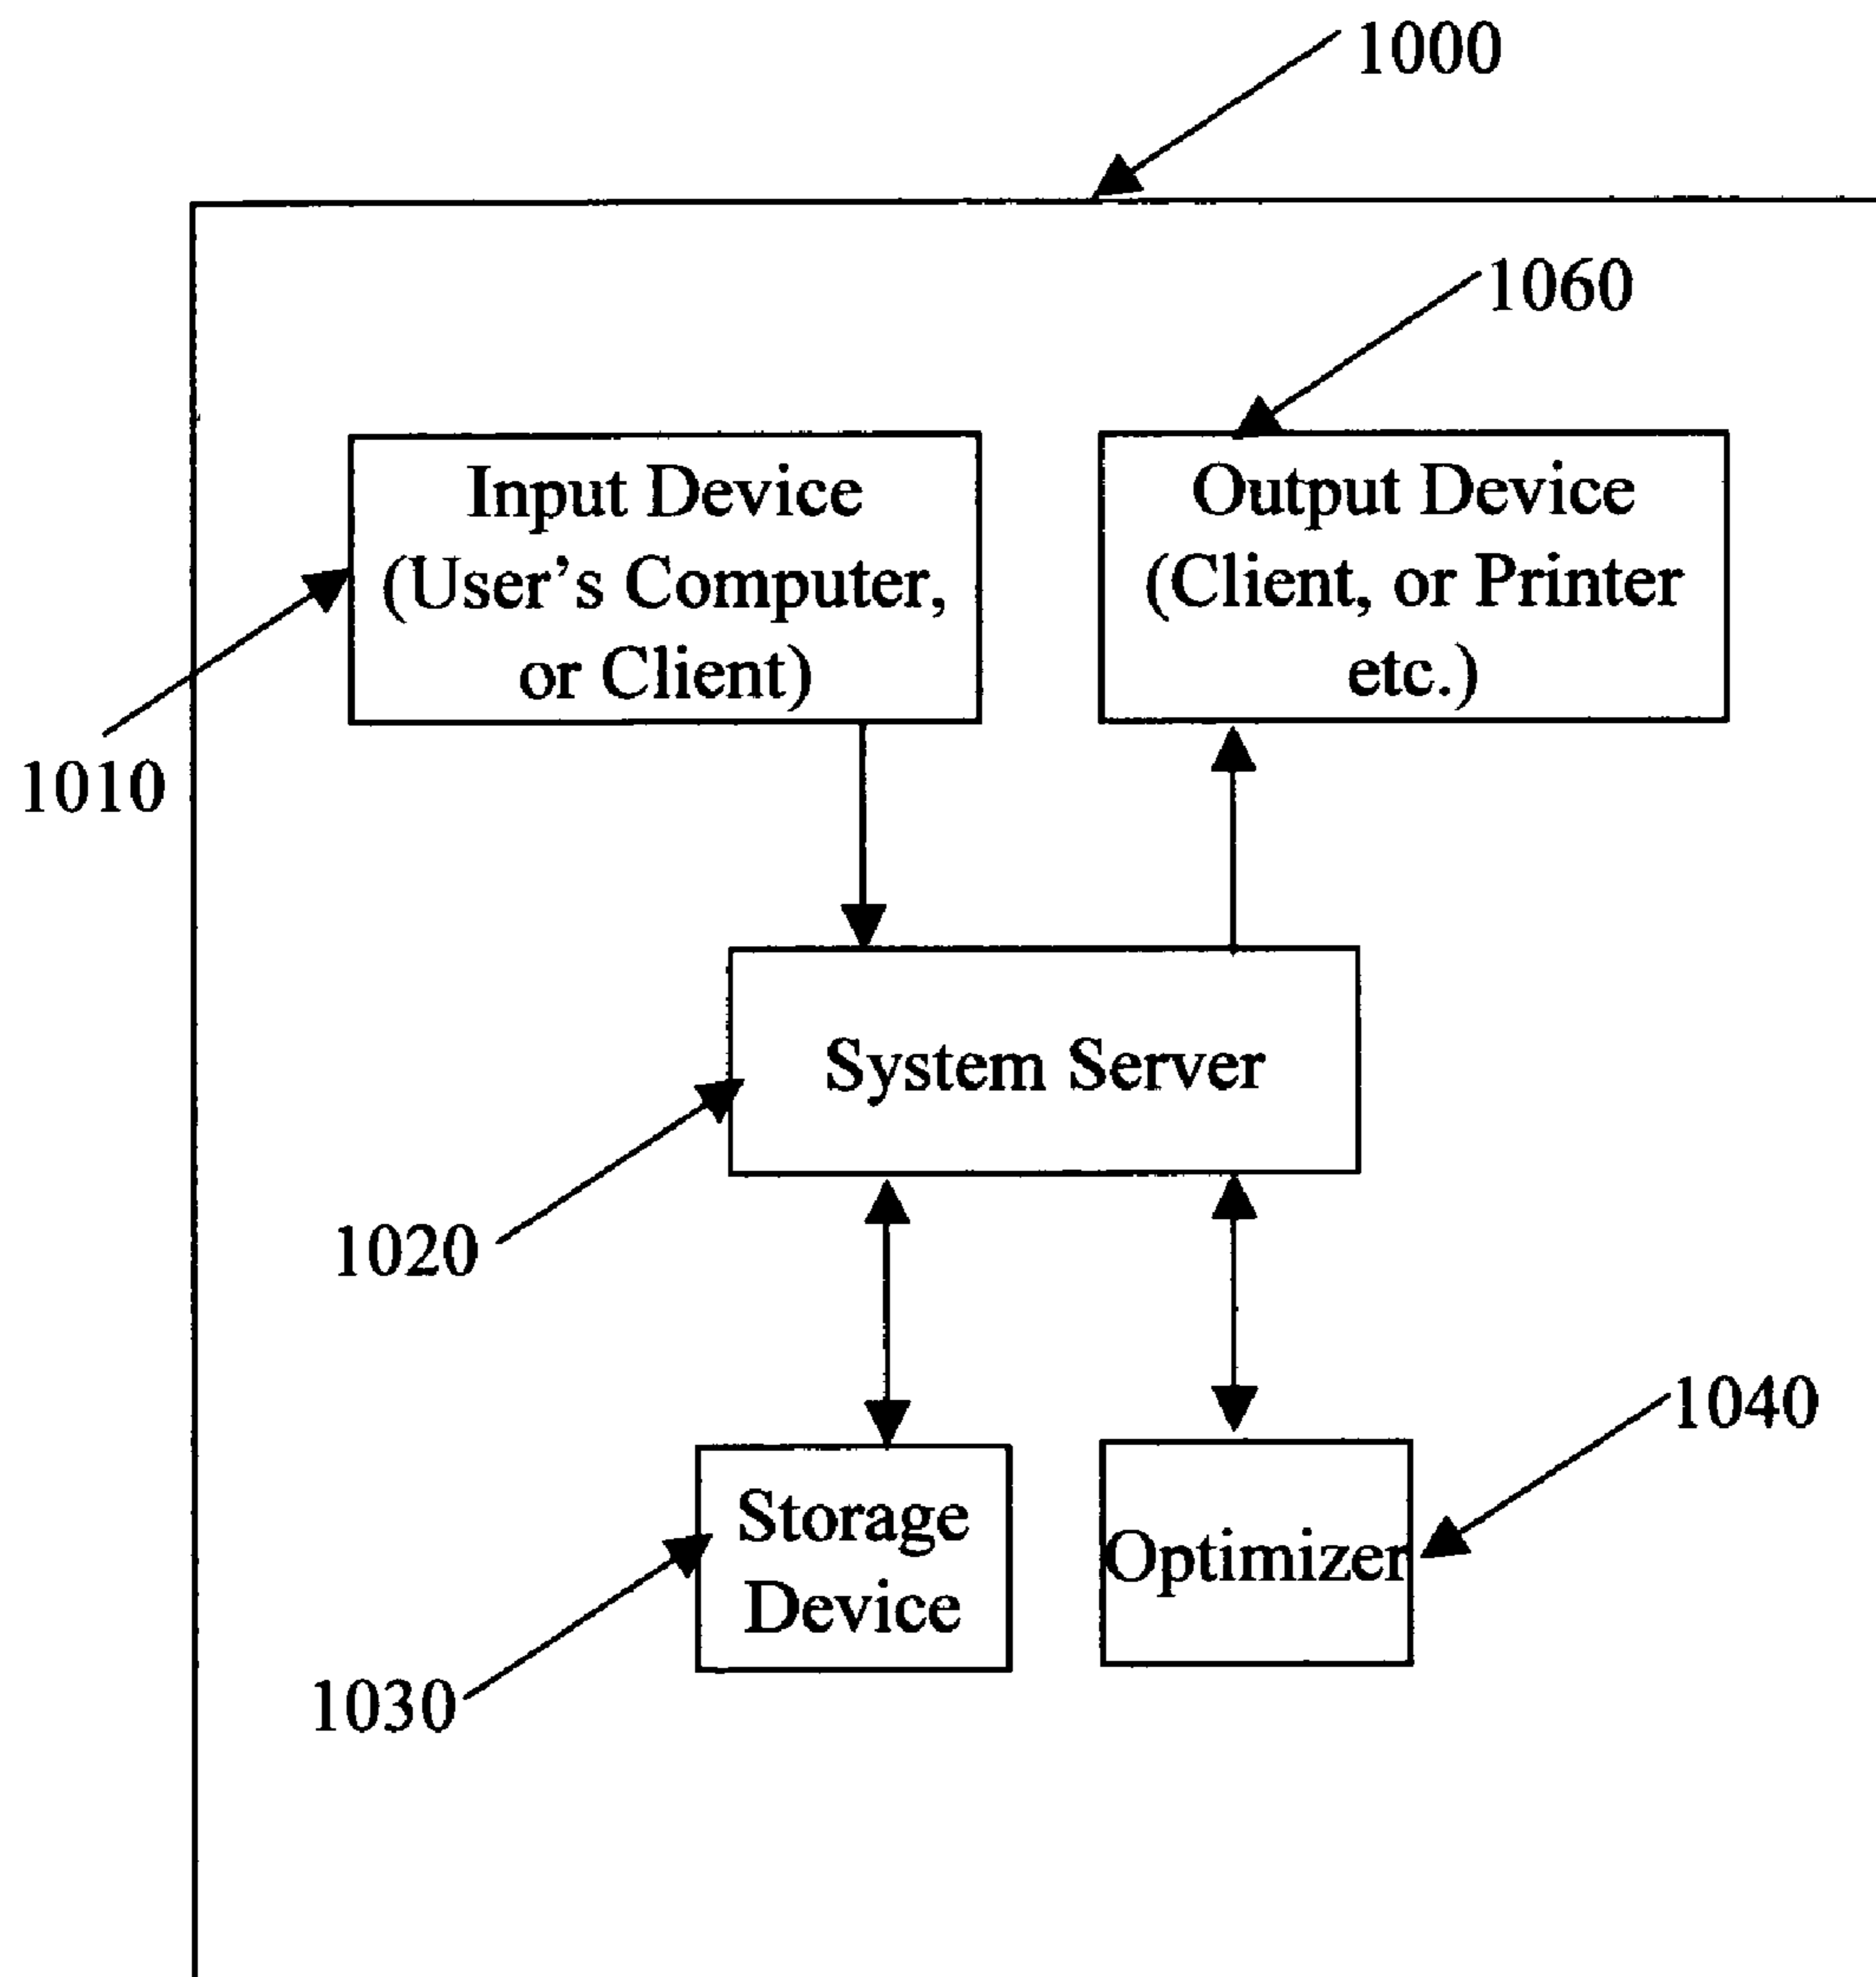 1000
1060
Input Device
(User's Computer,
or Client)
Output Device
(Client, or Printer
etc.)
1010
System Server
1020
1040
Storage
Device
Optimizer
1030